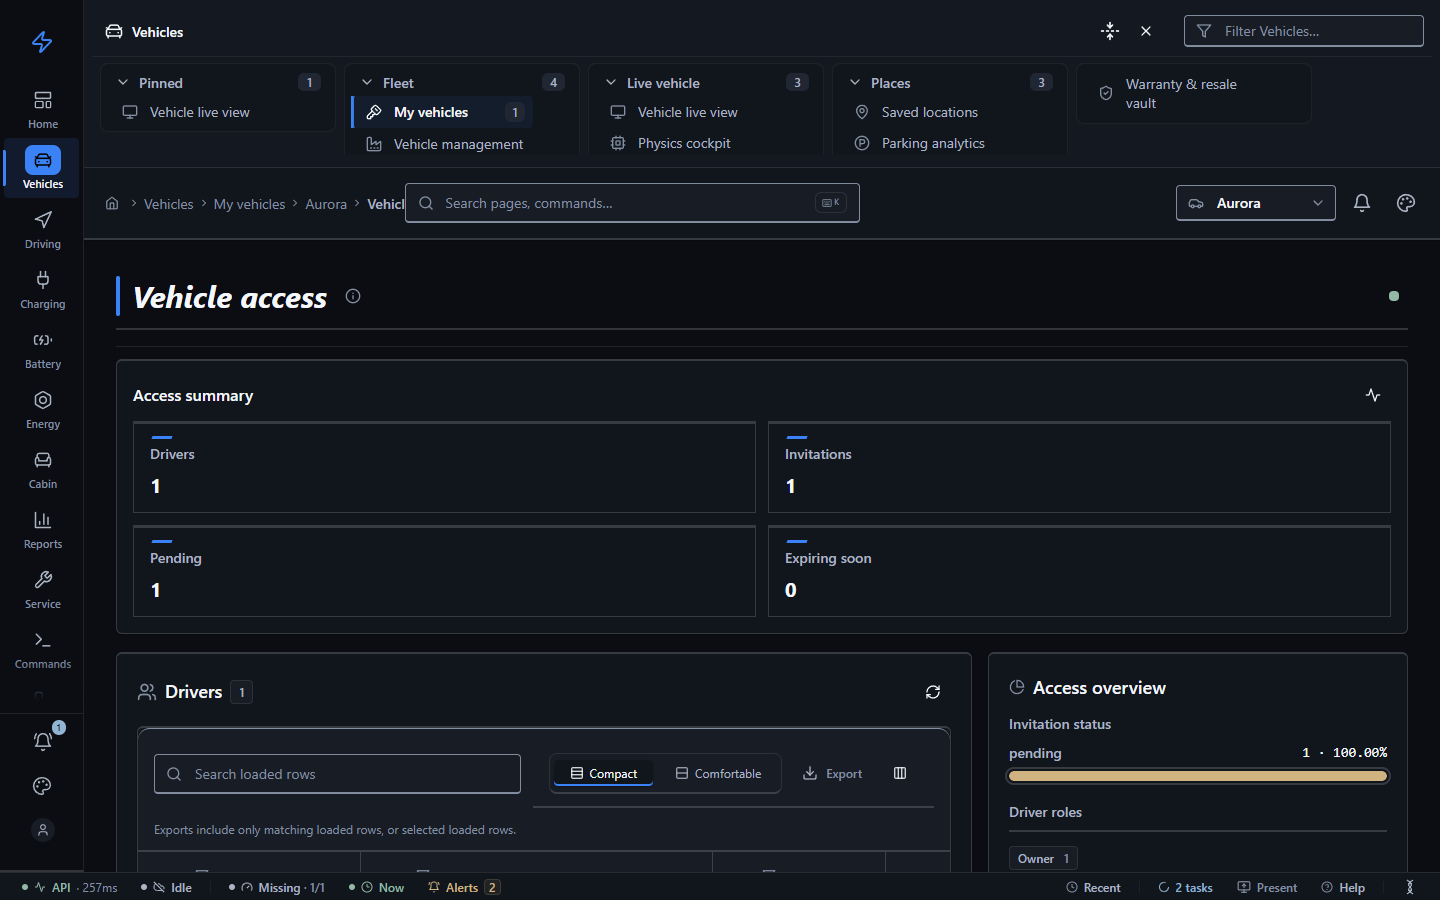 Vehicles
Filter Vehicles...
Pinned 1
Vehicle live view
Fleet 4
My vehicles 1
Vehicle management
Live vehicle 3
Vehicle live view
Physics cockpit
Places 3
Saved locations
Parking analytics
Warranty & resale
vault
Home
Vehicles
Driving
Charging
Battery
Energy
Cabin
Reports
Service
Commands
1
Vehicles
My vehicles
Aurora
Vehicl
Search pages, commands...
K
Aurora
Vehicle access
Access summary
Drivers
1
Invitations
1
Pending
1
Expiring soon
0
Drivers 1
Search loaded rows
Compact
Comfortable
Export
Exports include only matching loaded rows, or selected loaded rows.
Access overview
Invitation status
pending 1 · 100.00%
Driver roles
Owner 1
API · 257ms
Idle
Missing · 1/1
Now
Alerts 2
Recent
2 tasks
Present
Help